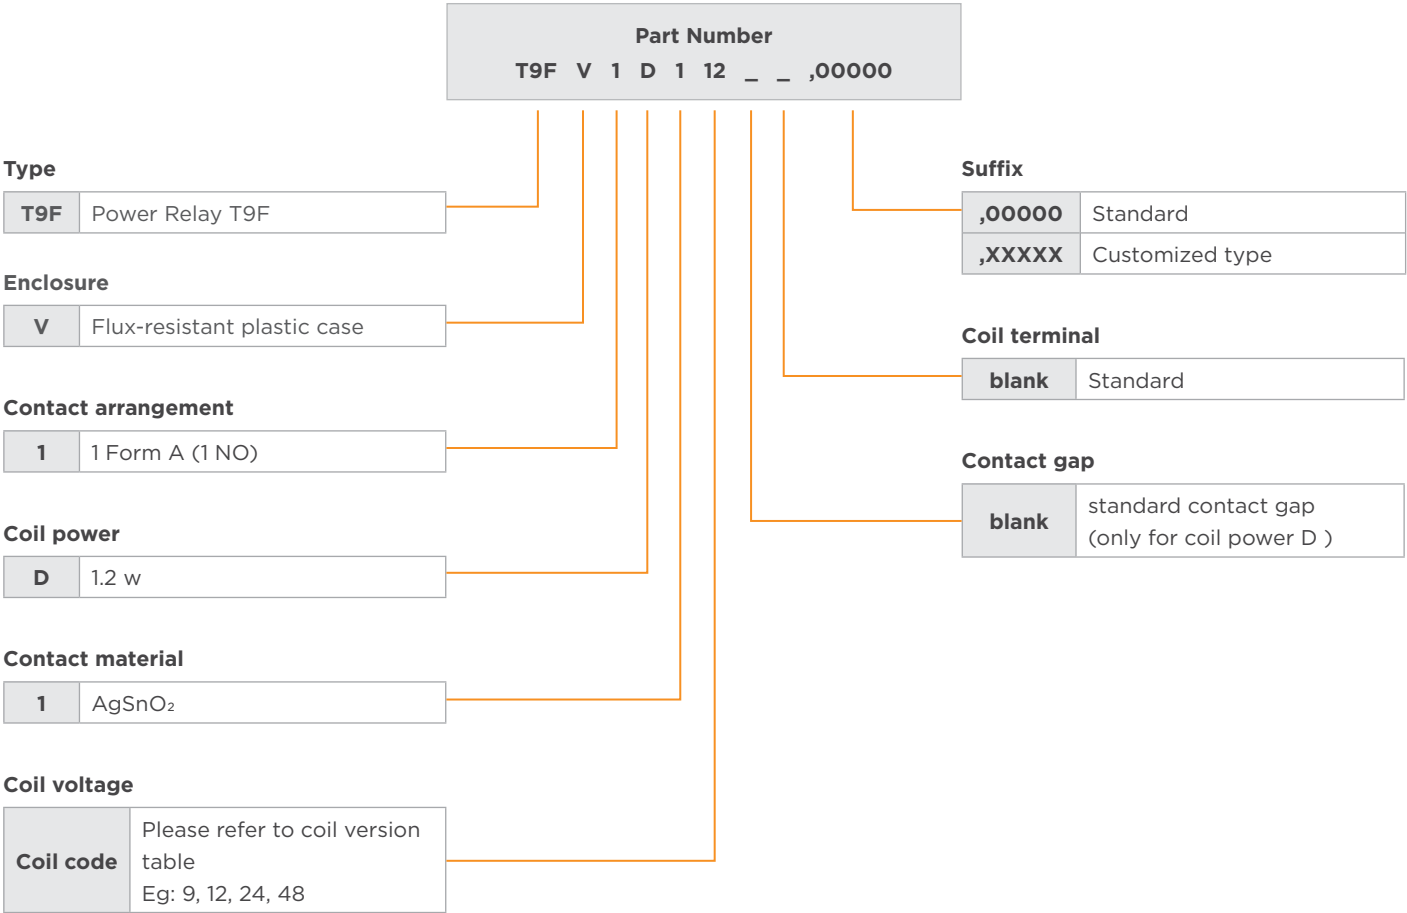 Part Number
T9F V 1 D 1 12 _ _ ,00000
Type
T9F Power Relay T9F
Enclosure
V Flux-resistant plastic case
Contact arrangement
1 1 Form A (1 NO)
Coil power
D 1.2 w
Contact material
1 AgSnO₂
Coil voltage
Coil code
Please refer to coil version
table
Eg: 9, 12, 24, 48
Suffix
,00000 Standard
,XXXXX Customized type
Coil terminal
blank Standard
Contact gap
blank
standard contact gap
(only for coil power D )